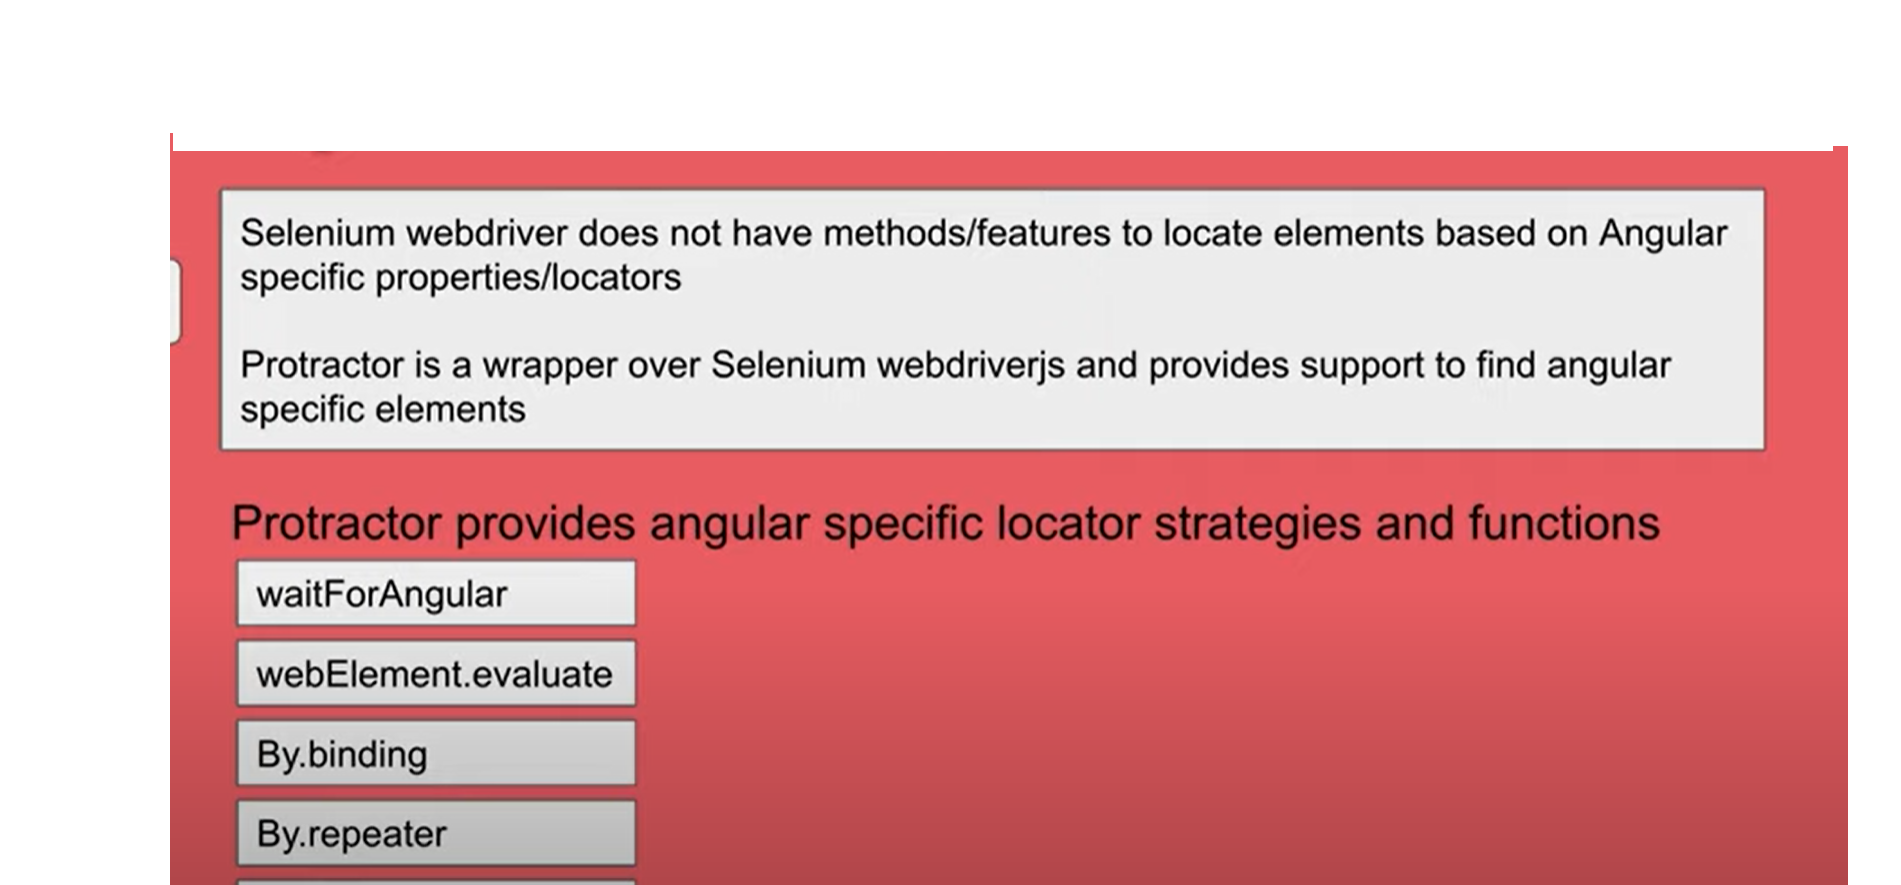 Selenium webdriver does not have methods/features to locate elements based on Angular
specific properties/locators
Protractor is a wrapper over Selenium webdriverjs and provides support to find angular
specific elements
Protractor provides angular specific locator strategies and functions
waitForAngular
webElement.evaluate
By.binding
By.repeater